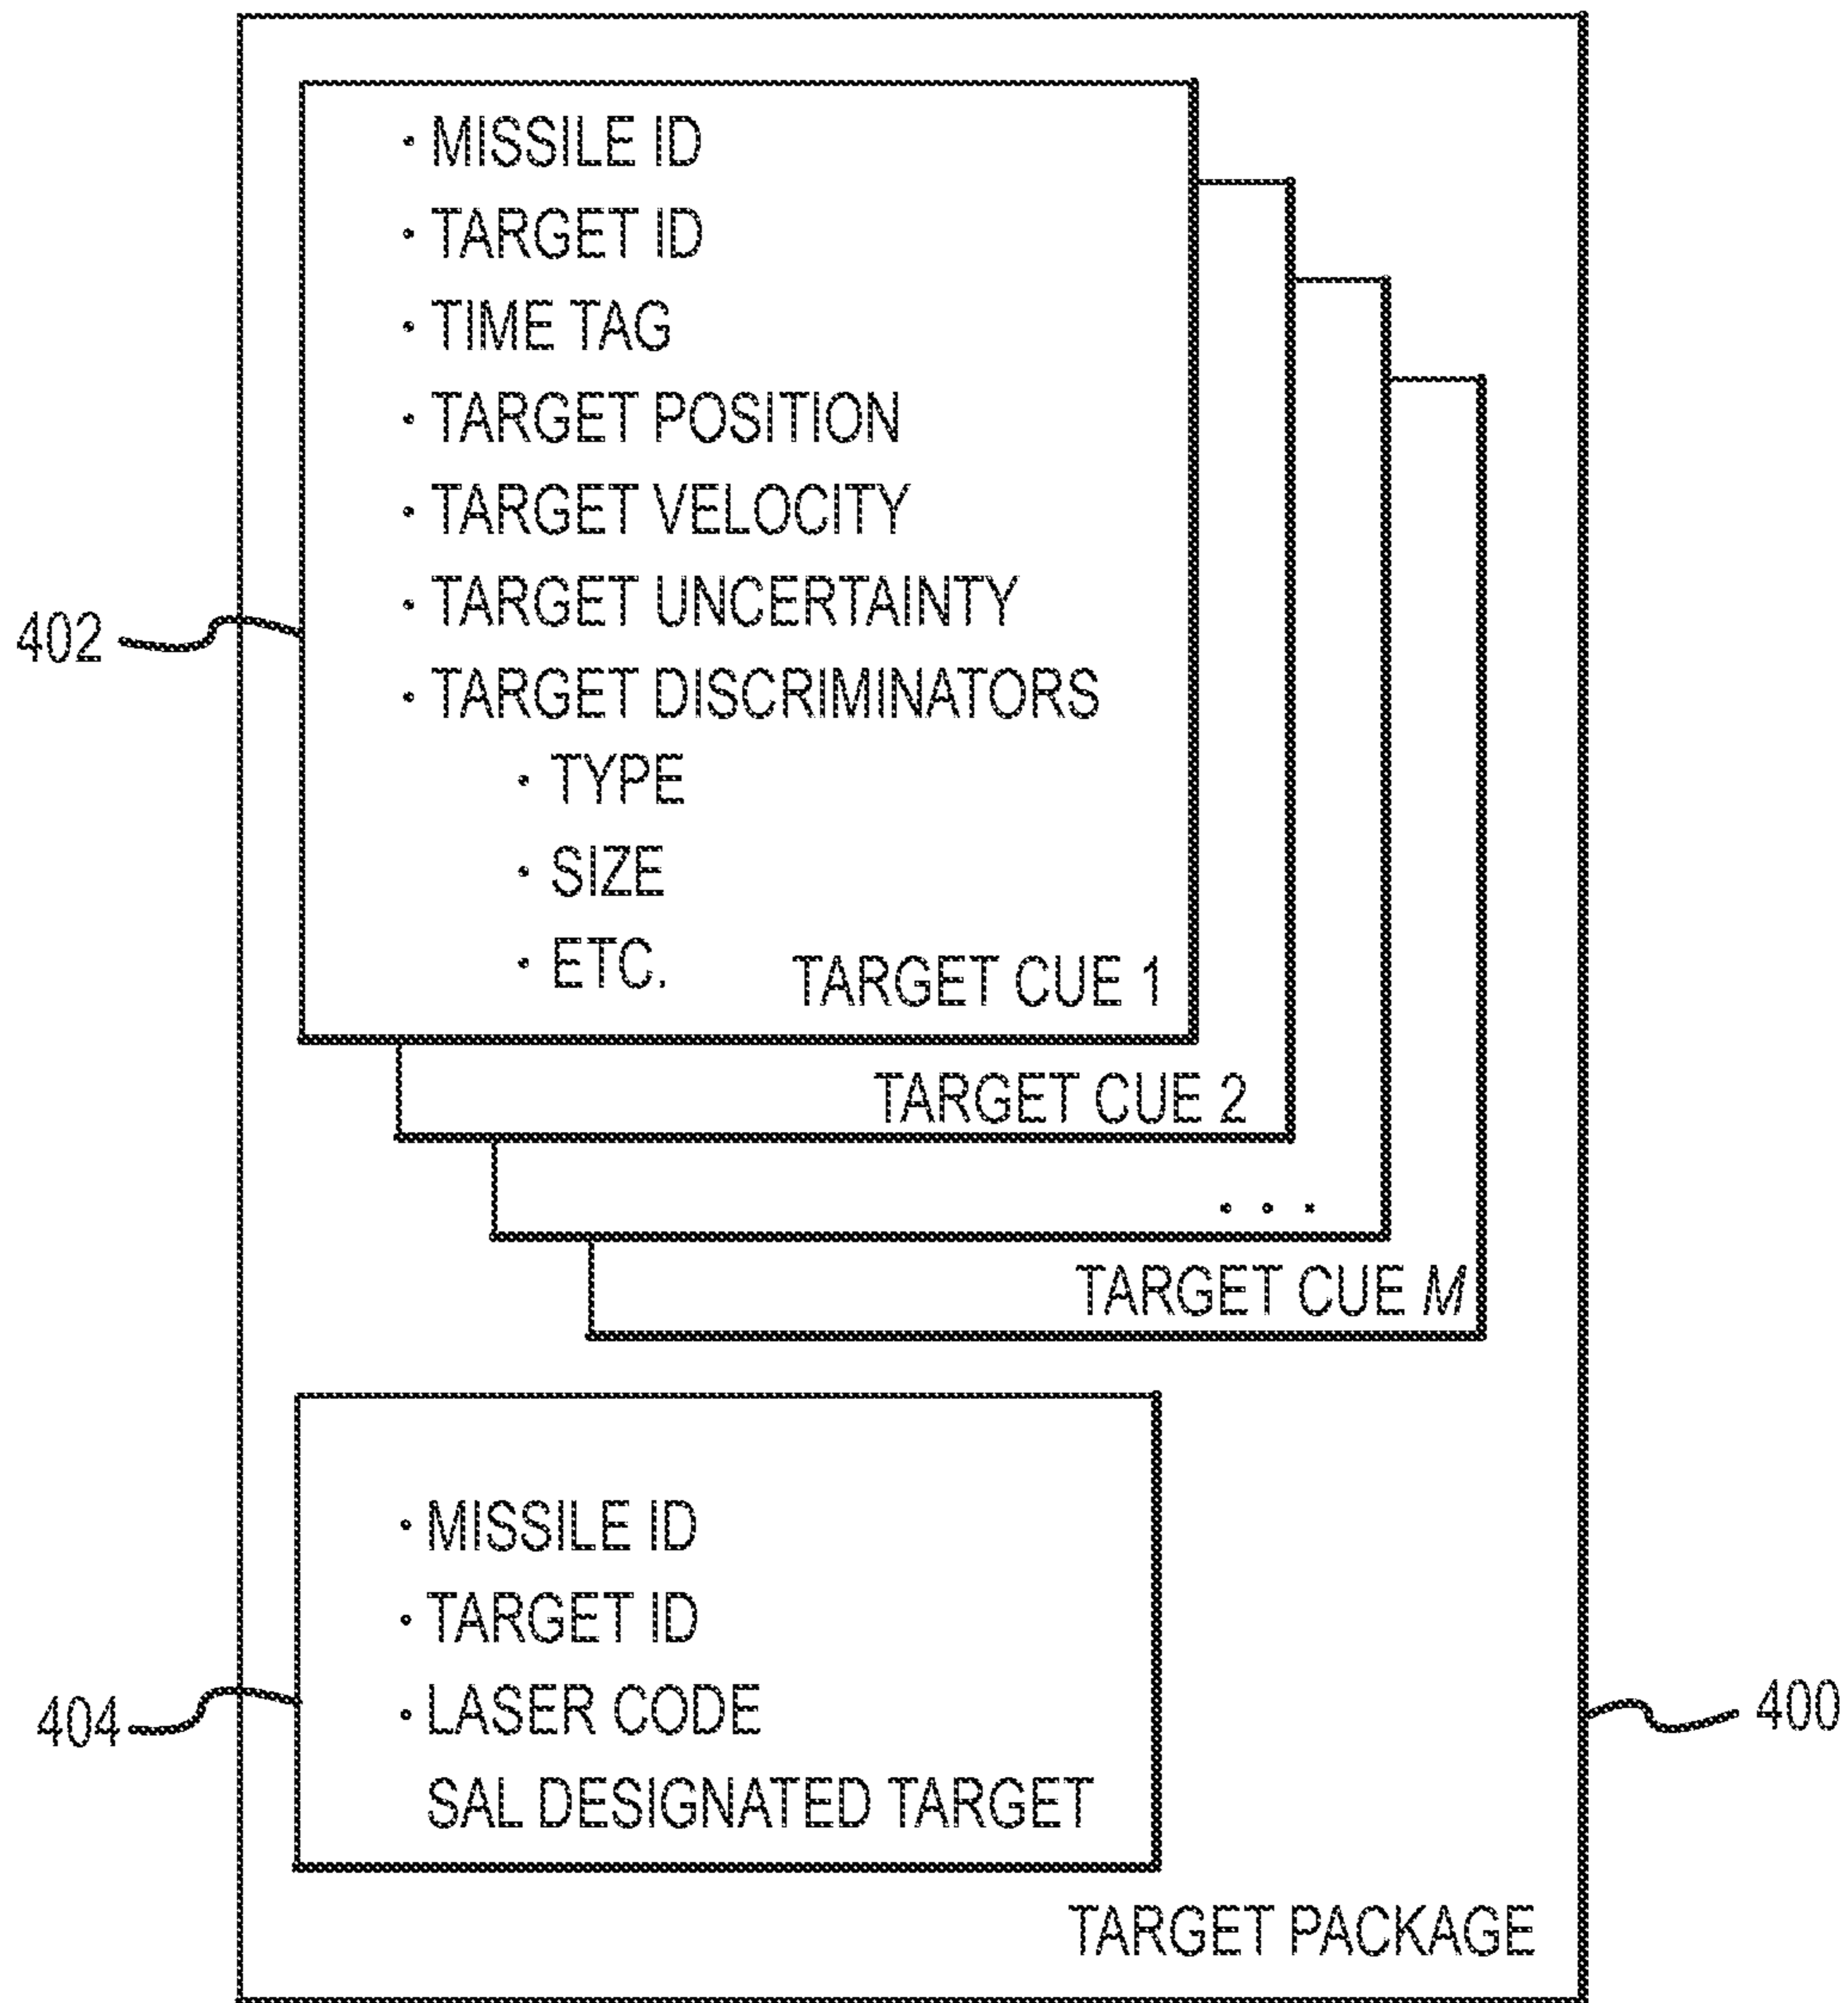 · MISSILE ID
· TARGET ID
· TIME TAG
· TARGET POSITION
· TARGET VELOCITY
· TARGET UNCERTAINTY
402
· TARGET DISCRIMINATORS
· TYPE
· SIZE
· ETC.
TARGET CUE 1
TARGET CUE 2
. . .
TARGET CUE M
· MISSILE ID
· TARGET ID
404
· LASER CODE
400
SAL DESIGNATED TARGET
TARGET PACKAGE